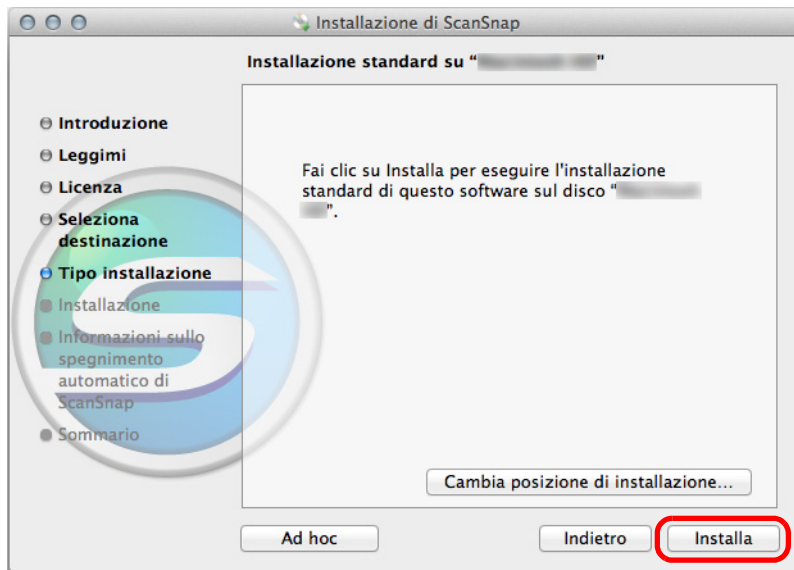 Installazione di ScanSnap
Installazione standard su " "
Introduzione
Leggimi
Licenza
Seleziona
destinazione
Tipo installazione
Installazione
Informazioni sullo
spegnimento
automatico di
ScanSnap
Sommario
Fai clic su Installa per eseguire l'installazione
standard di questo software sul disco "
".
Cambia posizione di installazione...
Ad hoc
Indietro
Installa